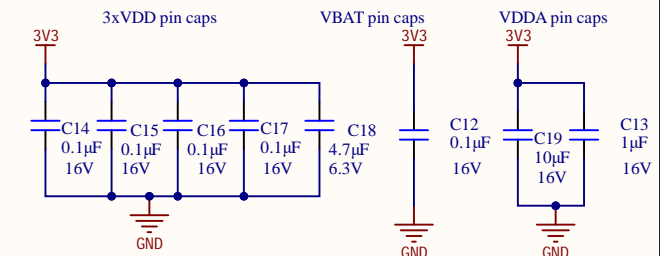 3xVDD pin caps
3V3
C14
0.1µF
16V
C15
0.1µF
16V
C16
0.1µF
16V
C17
0.1µF
16V
C18
4.7µF
6.3V
GND
VBAT pin caps
3V3
C12
0.1µF
16V
GND
VDDA pin caps
3V3
C19
10µF
16V
C13
1µF
16V
GND